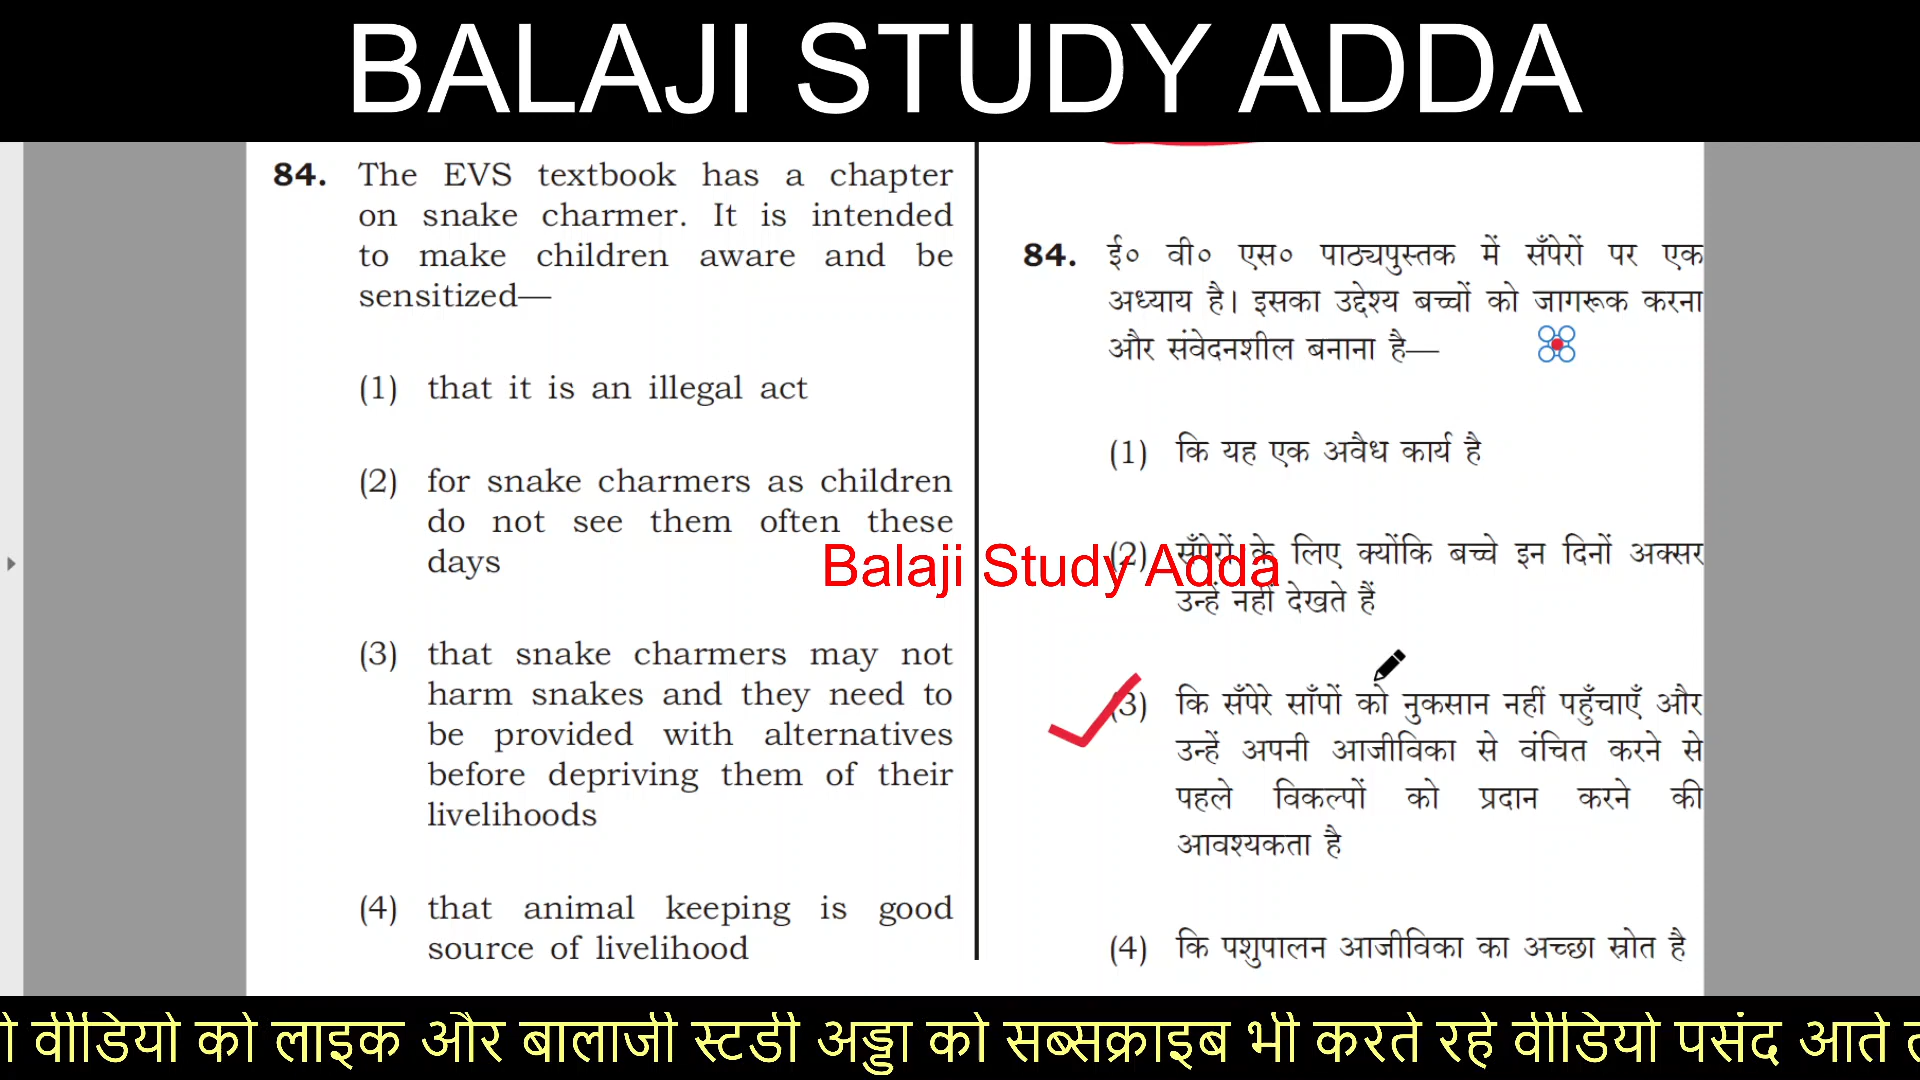 BALAJI STUDY ADDA
84. The EVS textbook has a chapter
on snake charmer. It is intended
to make children aware and be
sensitized—
(1) that it is an illegal act
(2) for snake charmers as children
do not see them often these
days
(3) that snake charmers may not
harm snakes and they need to
be provided with alternatives
before depriving them of their
livelihoods
(4) that animal keeping is good
source of livelihood
84. ई० वी० एस० पाठ्यपुस्तक में सँपेरों पर एक
अध्याय है। इसका उद्देश्य बच्चों को जागरूक करना
और संवेदनशील बनाना है—
(1) कि यह एक अवैध कार्य है
(2) सँपेरों के लिए क्योंकि बच्चे इन दिनों अक्सर
उन्हें नहीं देखते हैं
(3) कि सँपेरे साँपों को नुकसान नहीं पहुँचाएँ और
उन्हें अपनी आजीविका से वंचित करने से
पहले विकल्पों को प्रदान करने की
आवश्यकता है
(4) कि पशुपालन आजीविका का अच्छा स्रोत है
Balaji Study Adda
वीडियो को लाइक और बालाजी स्टडी अड्डा को सब्सक्राइब भी करते रहे वीडियो पसंद आते